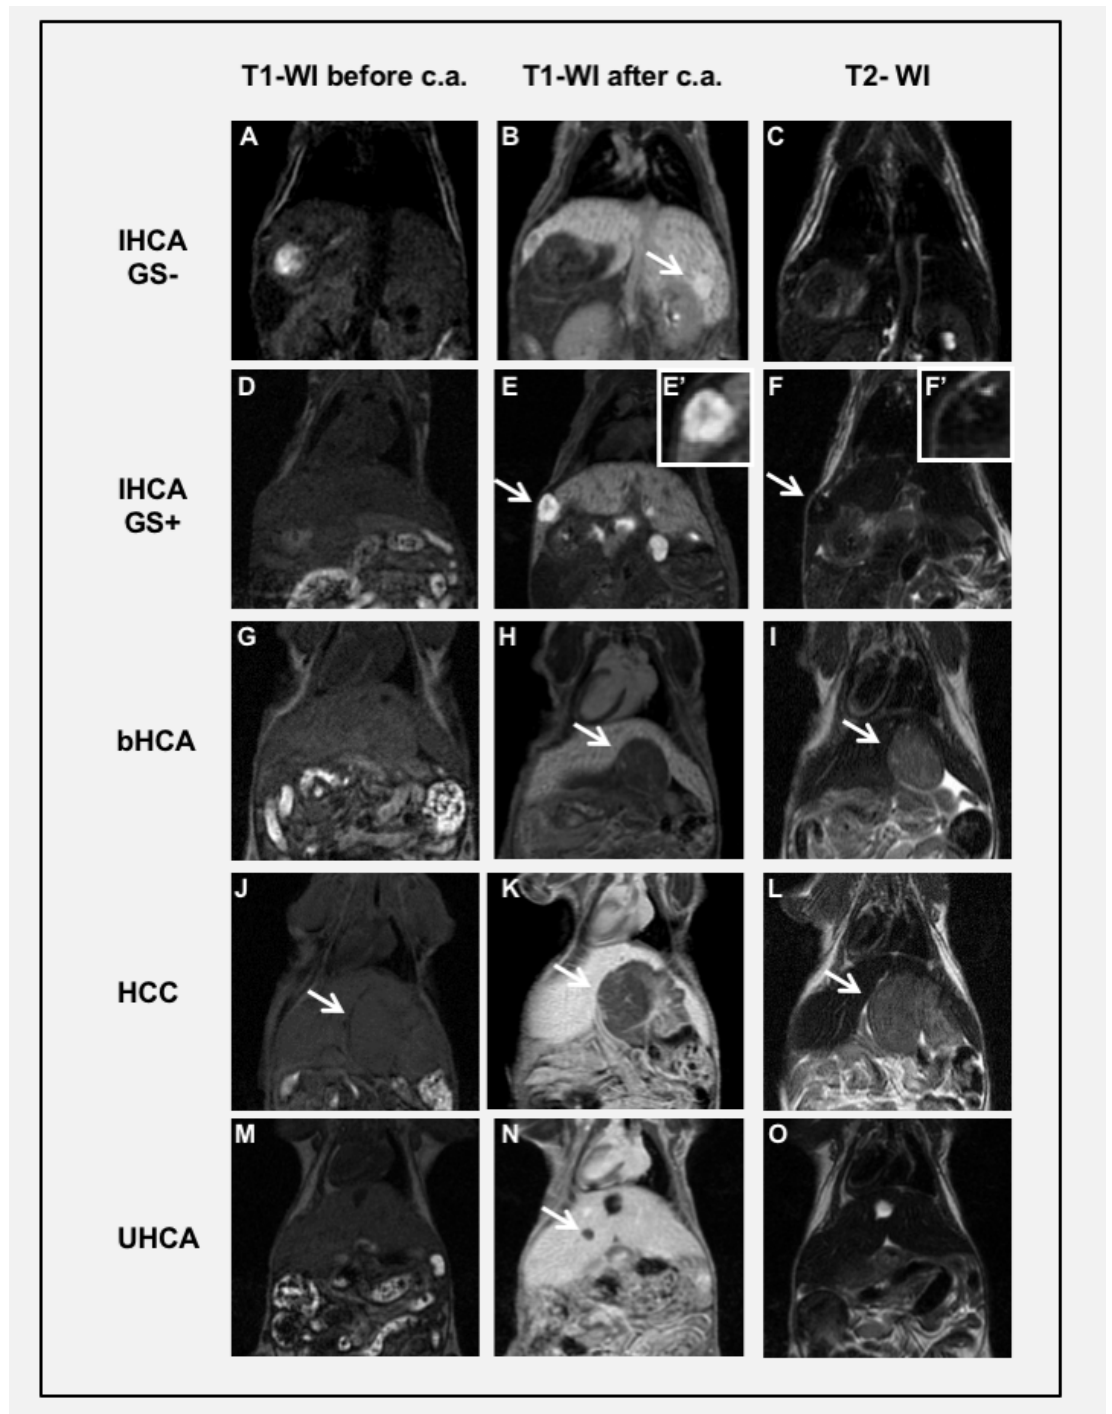 T1-WI before c.a. T1-WI after c.a. T2- WI
A B C
IHCA
GS-
D E E' F F'
IHCA
GS+
G H I
bHCA
J K L
HCC
M N O
UHCA